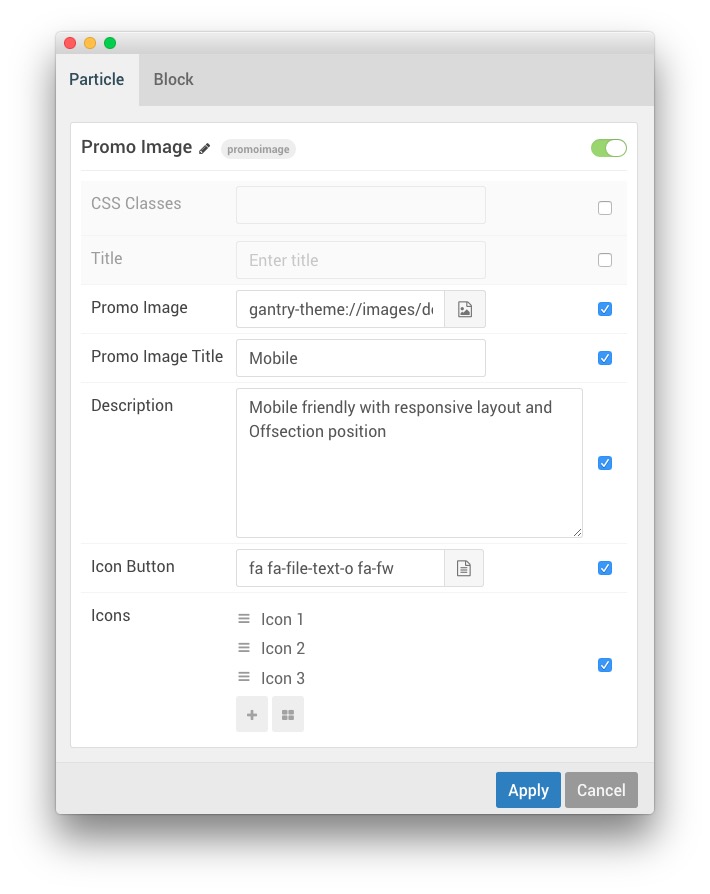 Particle Block
Promo Image promoimage
CSS Classes
Title Enter title
Promo Image gantry-theme://images/d
Promo Image Title Mobile
Description Mobile friendly with responsive layout and
Offsection position
Icon Button fa fa-file-text-o fa-fw
Icons Icon 1
Icon 2
Icon 3
Apply Cancel